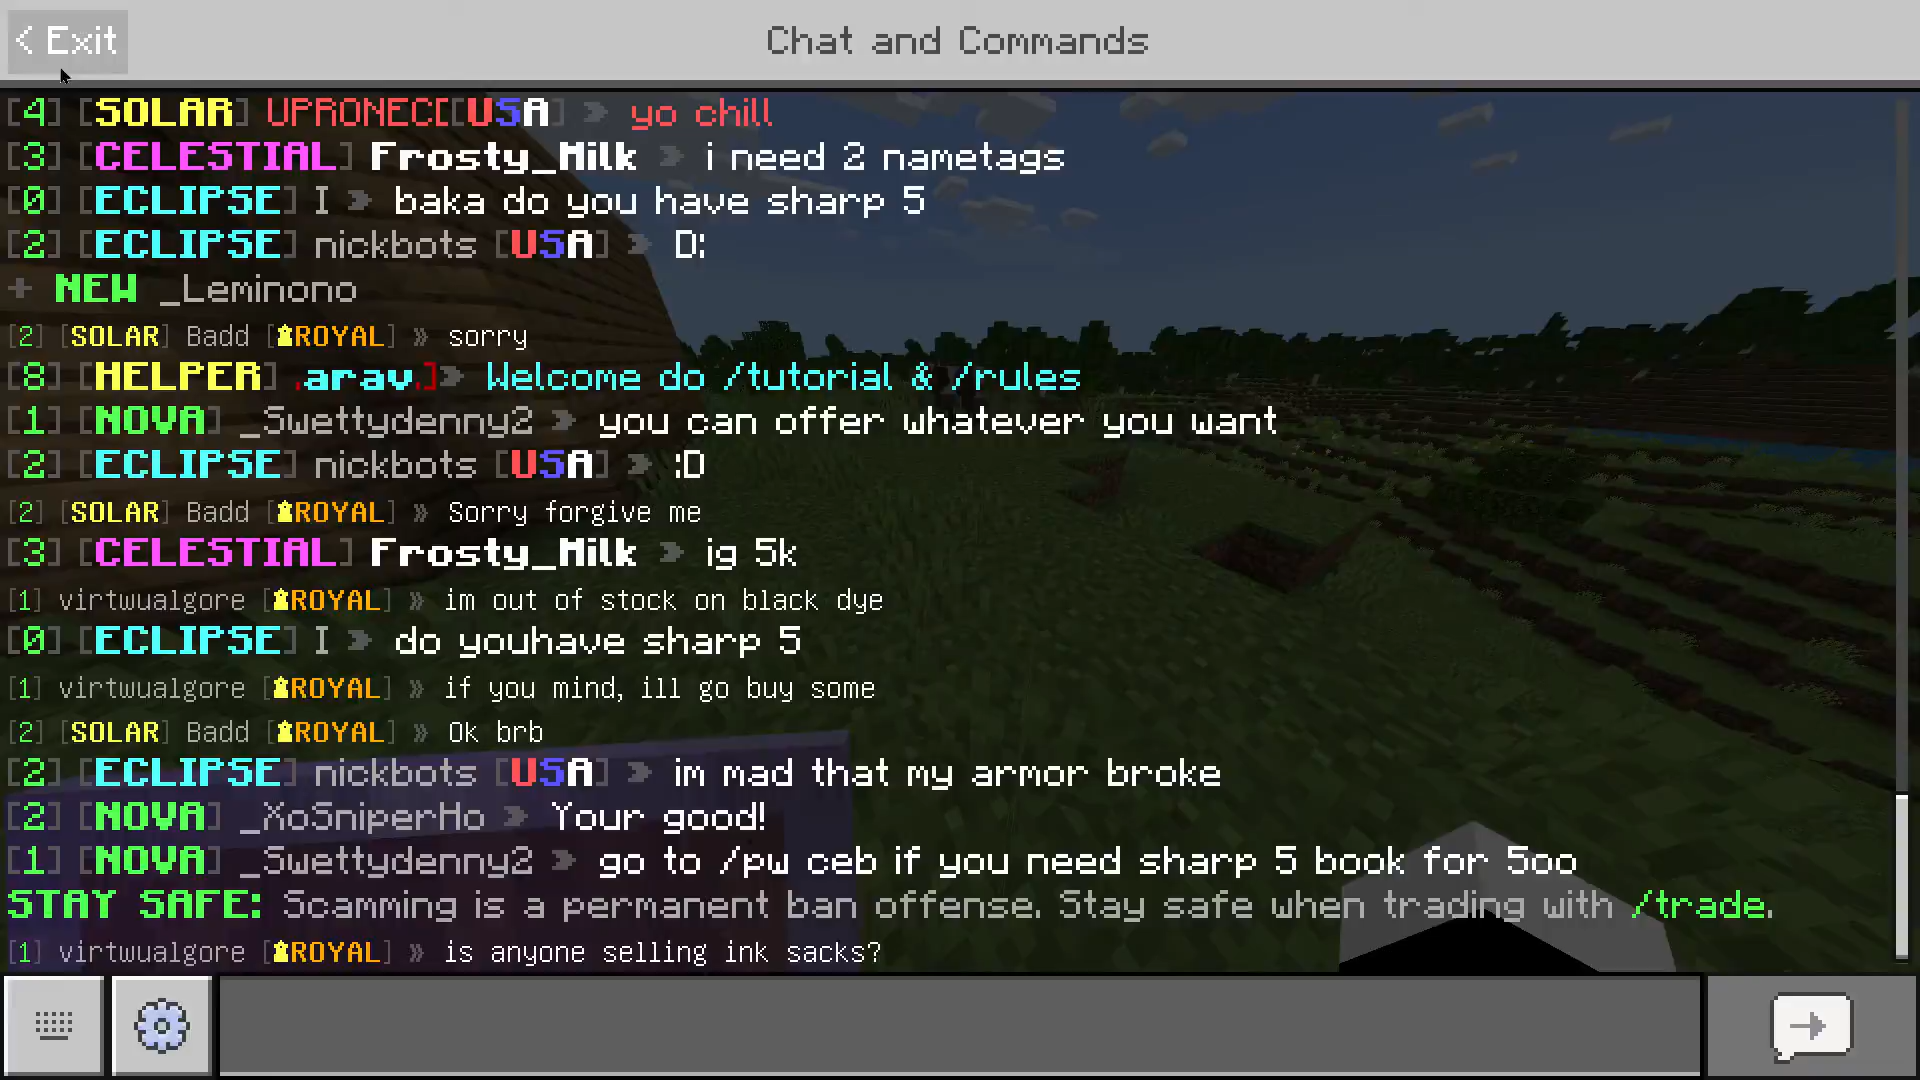 < Exit
Chat and Commands
[4] [SOLAR] UPRONEC[[USA] » yo chill
[3] [CELESTIAL] Frosty_Milk » i need 2 nametags
[0] [ECLIPSE] I » baka do you have sharp 5
[2] [ECLIPSE] nickbots [USA] » D:
+ NEW _Leminono
[2] [SOLAR] Badd [ROYAL] » sorry
[8] [HELPER] .arav.]» Welcome do /tutorial & /rules
[1] [NOVA] _Swettydenny2 » you can offer whatever you want
[2] [ECLIPSE] nickbots [USA] » :D
[2] [SOLAR] Badd [ROYAL] » Sorry forgive me
[3] [CELESTIAL] Frosty_Milk » ig 5k
[1] virtwualgore [ROYAL] » im out of stock on black dye
[0] [ECLIPSE] I » do youhave sharp 5
[1] virtwualgore [ROYAL] » if you mind, ill go buy some
[2] [SOLAR] Badd [ROYAL] » Ok brb
[2] [ECLIPSE] nickbots [USA] » im mad that my armor broke
[2] [NOVA] _XoSniperHo » Your good!
[1] [NOVA] _Swettydenny2 » go to /pw ceb if you need sharp 5 book for 5oo
STAY SAFE: Scamming is a permanent ban offense. Stay safe when trading with /trade.
[1] virtwualgore [ROYAL] » is anyone selling ink sacks?